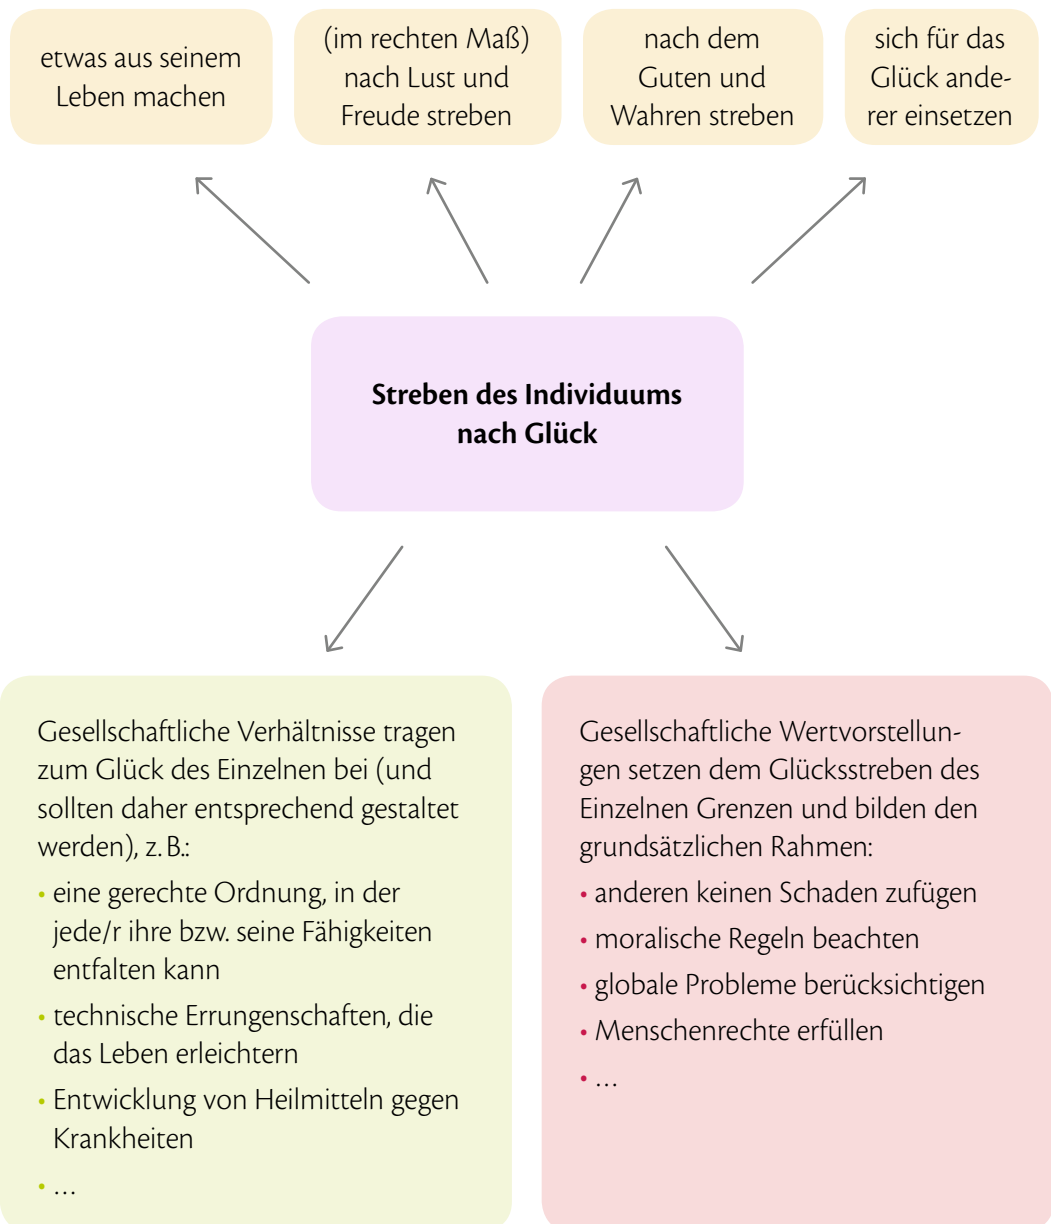 etwas aus seinem
Leben machen
(im rechten Maß)
nach Lust und
Freude streben
nach dem
Guten und
Wahren streben
sich für das
Glück ande-
rer einsetzen
Streben des Individuums
nach Glück
Gesellschaftliche Verhältnisse tragen
zum Glück des Einzelnen bei (und
sollten daher entsprechend gestaltet
werden), z. B.:
• eine gerechte Ordnung, in der
jede/r ihre bzw. seine Fähigkeiten
entfalten kann
• technische Errungenschaften, die
das Leben erleichtern
• Entwicklung von Heilmitteln gegen
Krankheiten
• …
Gesellschaftliche Wertvorstellun-
gen setzen dem Glücksstreben des
Einzelnen Grenzen und bilden den
grundsätzlichen Rahmen:
• anderen keinen Schaden zufügen
• moralische Regeln beachten
• globale Probleme berücksichtigen
• Menschenrechte erfüllen
• …